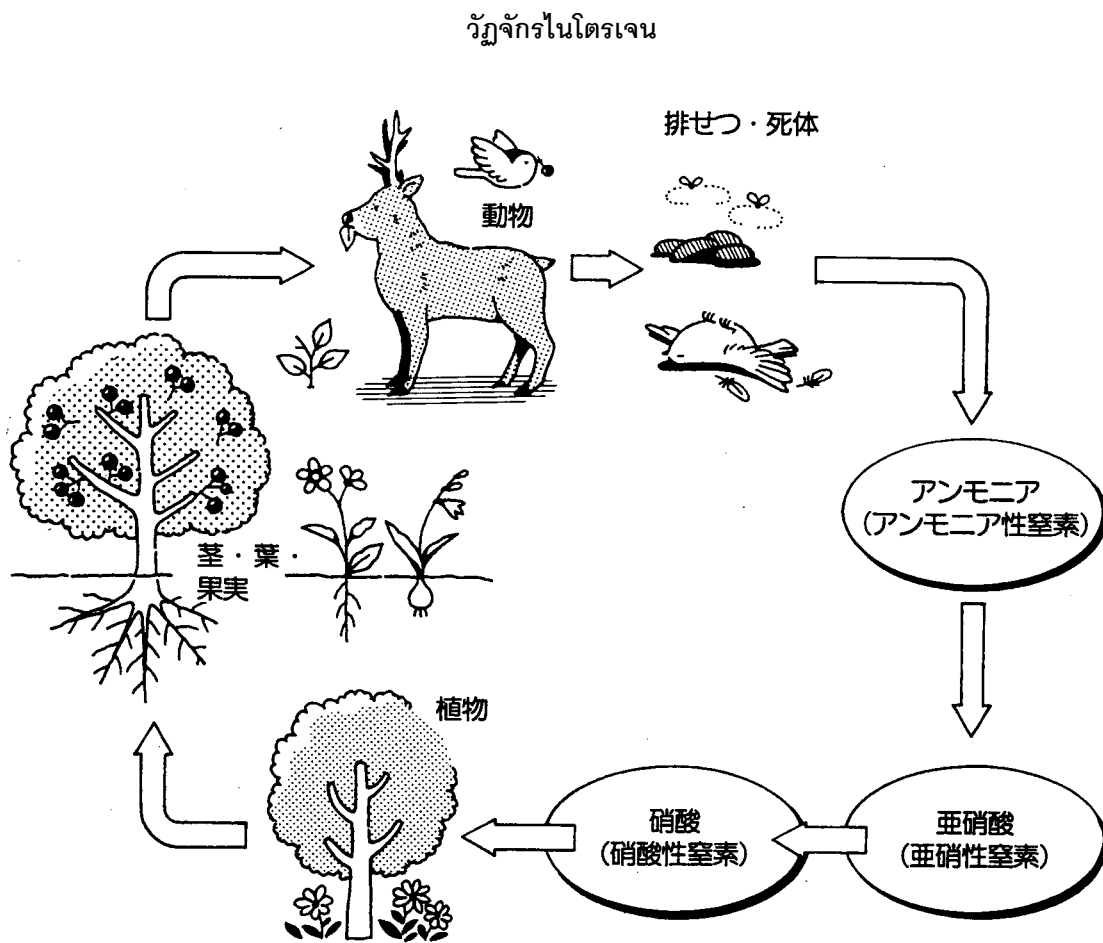 วัฏจักรไนโตรเจน
排せつ・死体
動物
アンモニア
(アンモニア性窒素)
茎・葉・
果実
植物
硝酸
(硝酸性窒素)
亜硝酸
(亜硝性窒素)